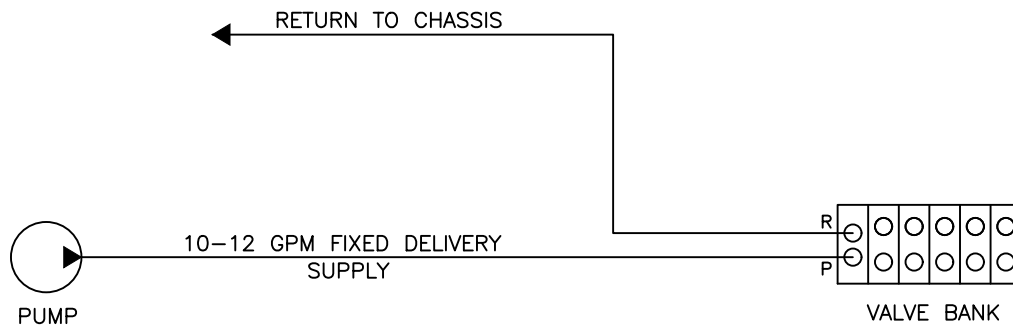 RETURN TO CHASSIS
R
10-12 GPM FIXED DELIVERY
SUPPLY
P
PUMP
VALVE BANK